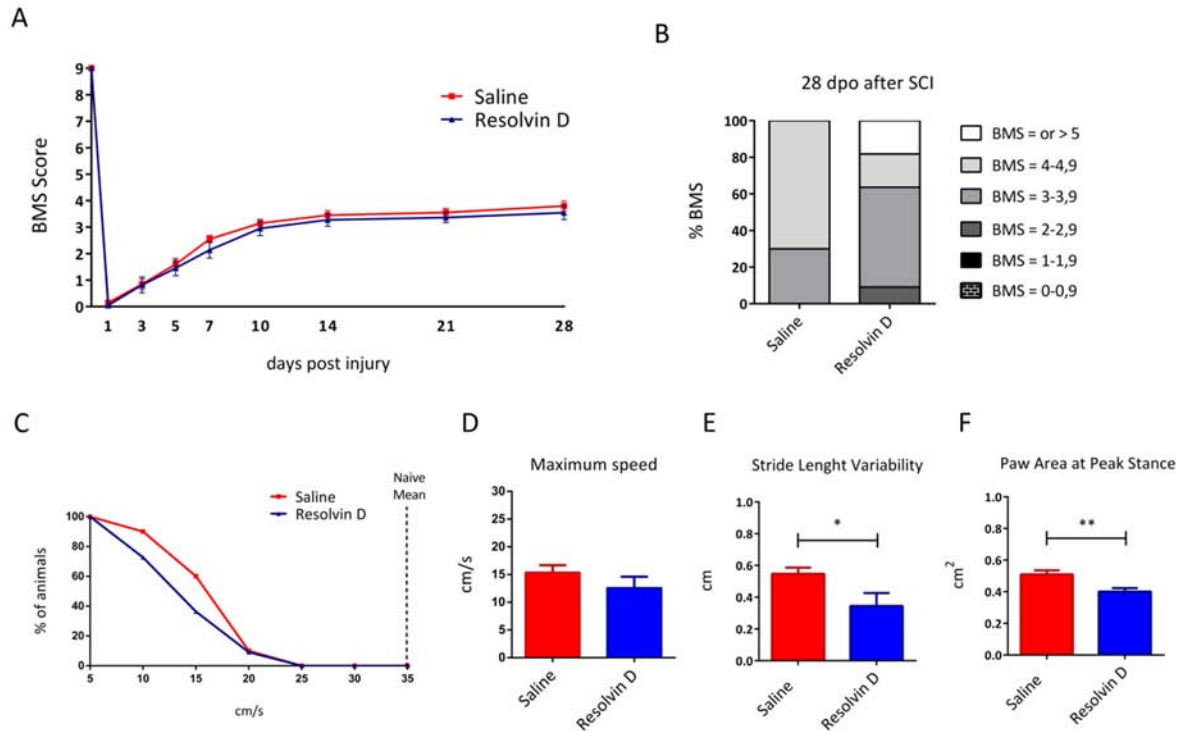 A
9
8
7
6
5
4
3
2
1
0
BMS Score
1 3 5 7 10 14 21 28
days post injury
Saline
Resolvin D
B
28 dpo after SCI
100
80
60
40
20
0
% BMS
Saline
Resolvin D
BMS = or > 5
BMS = 4-4,9
BMS = 3-3,9
BMS = 2-2,9
BMS = 1-1,9
BMS = 0-0,9
C
100
80
60
40
20
0
% of animals
5 10 15 20 25 30 35
cm/s
Saline
Resolvin D
Naive
Mean
D
Maximum speed
30
25
20
15
10
5
0
cm/s
Saline
Resolvin D
E
Stride Lenght Variability
1.0
0.8
0.6
0.4
0.2
0.0
cm
*
Saline
Resolvin D
F
Paw Area at Peak Stance
1.0
0.8
0.6
0.4
0.2
0.0
cm²
**
Saline
Resolvin D